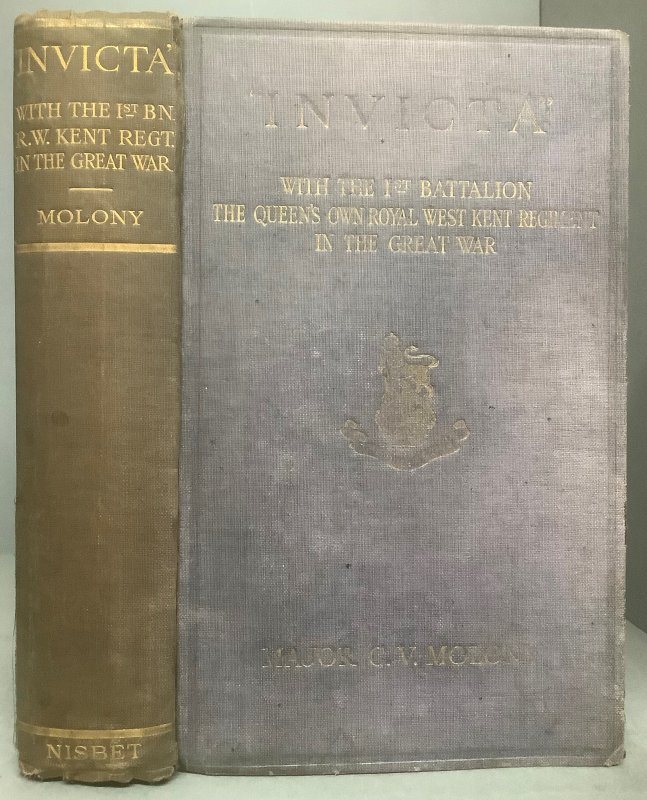 'INVICTA'
WITH THE 1ST BN.
R.W. KENT REGT.
IN THE GREAT WAR
MOLONY
NISBET
'INVICTA'
WITH THE 1ST BATTALION
THE QUEEN'S OWN ROYAL WEST KENT REGIMENT
IN THE GREAT WAR
MAJOR C.V. MOLONY